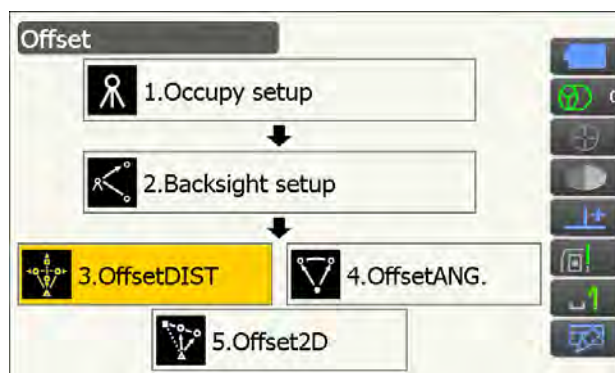 Offset
1.Occupy setup
2.Backsight setup
3.OffsetDIST
4.OffsetANG.
5.Offset2D